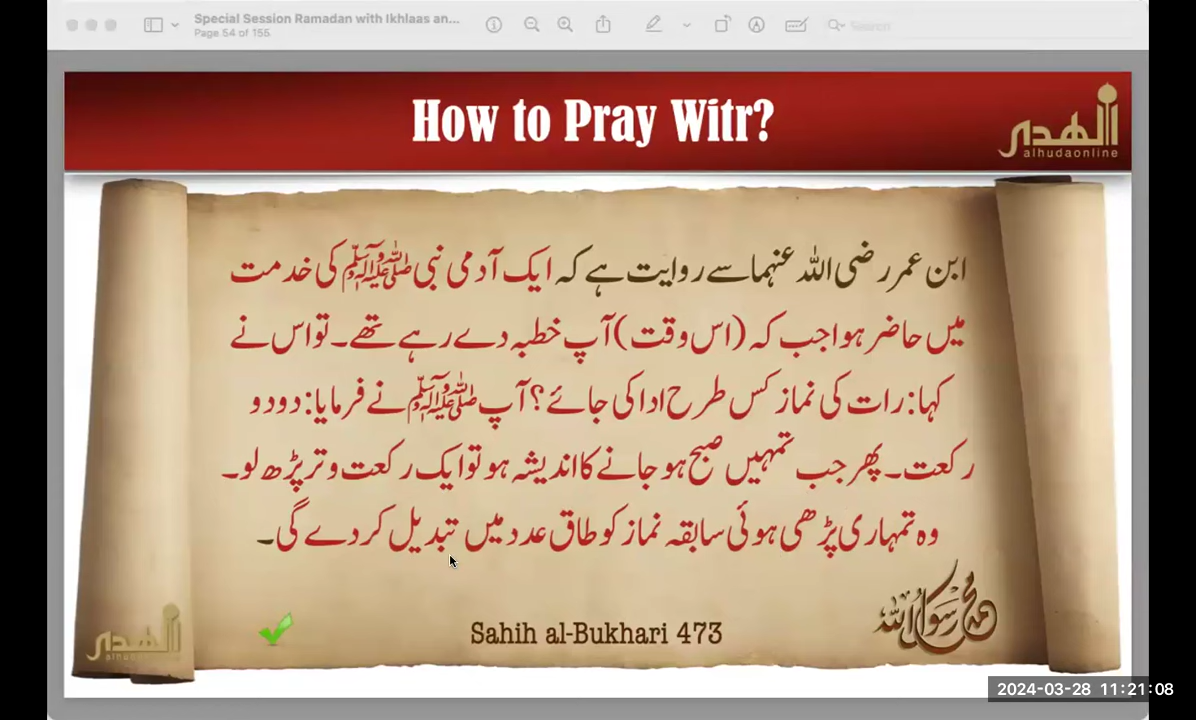 Special Session Ramadan with Ikhlaas an...
Page 54 of 155
Search
How to Pray Witr?
الهدى
alhudaonline
ابن عمر رضی اللہ عنہما سے روایت ہے کہ ایک آدمی نبی ﷺ کی خدمت
میں حاضر ہوا جب کہ (اس وقت) آپ خطبہ دے رہے تھے۔ تو اس نے
کہا: رات کی نماز کس طرح ادا کی جائے؟ آپ ﷺ نے فرمایا: دو دو
رکعت۔ پھر جب تمہیں صبح ہو جانے کا اندیشہ ہو تو ایک رکعت وتر پڑھ لو۔
وہ تمہاری پڑھی ہوئی سابقہ نماز کو طاق عدد میں تبدیل کر دے گی۔
محمد رسول الله
الهدى
Sahih al-Bukhari 473
2024-03-28 11:21:08